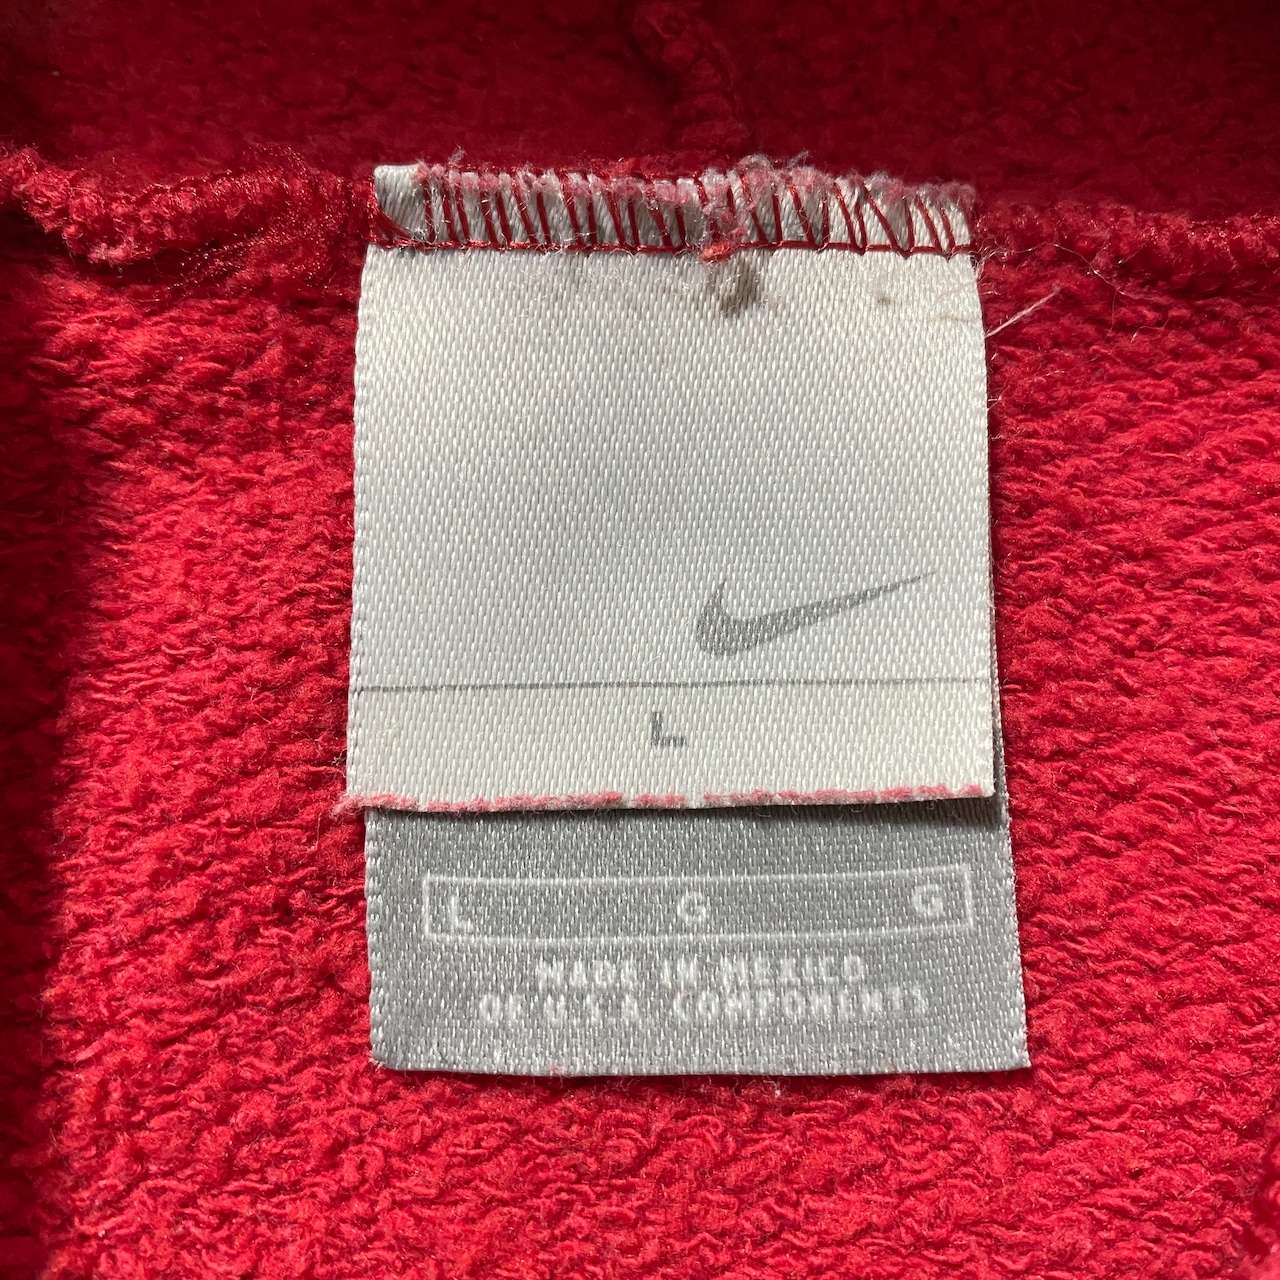 L
L G G
MADE IN MEXICO
OF U.S.A. COMPONENTS